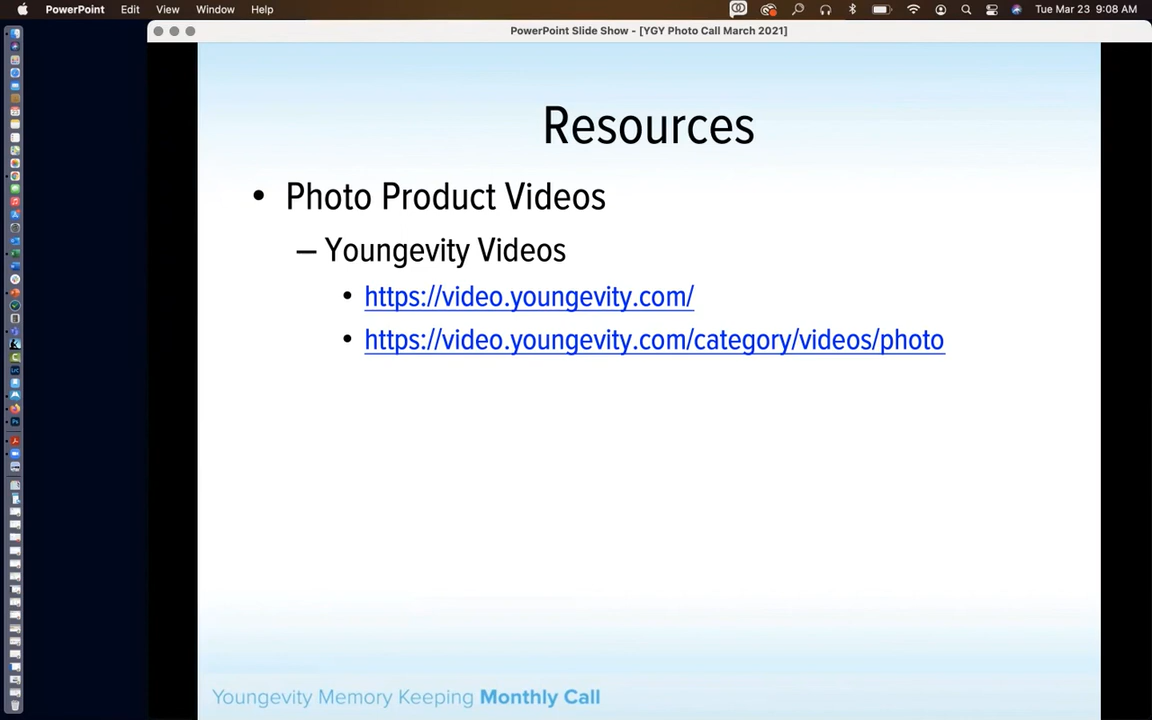 PowerPoint Edit View Window Help Tue Mar 23 9:08 AM
PowerPoint Slide Show - [YGY Photo Call March 2021]
Resources
• Photo Product Videos
– Youngevity Videos
• https://video.youngevity.com/
• https://video.youngevity.com/category/videos/photo
Youngevity Memory Keeping Monthly Call